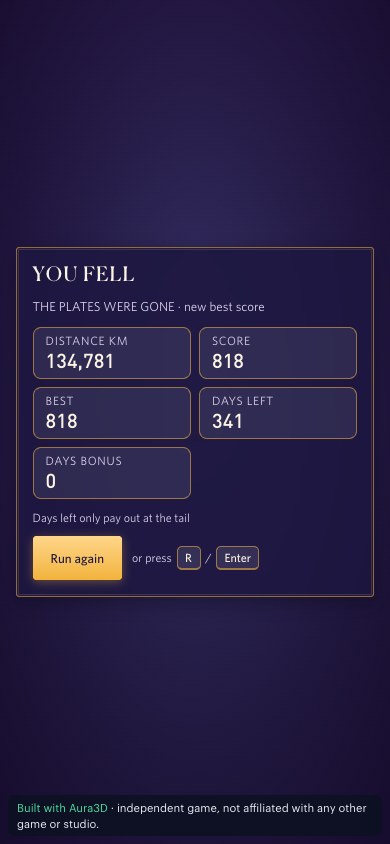 YOU FELL
THE PLATES WERE GONE · new best score
DISTANCE KM
134,781
SCORE
818
BEST
818
DAYS LEFT
341
DAYS BONUS
0
Days left only pay out at the tail
Run again or press R / Enter
Built with Aura3D · independent game, not affiliated with any other
game or studio.